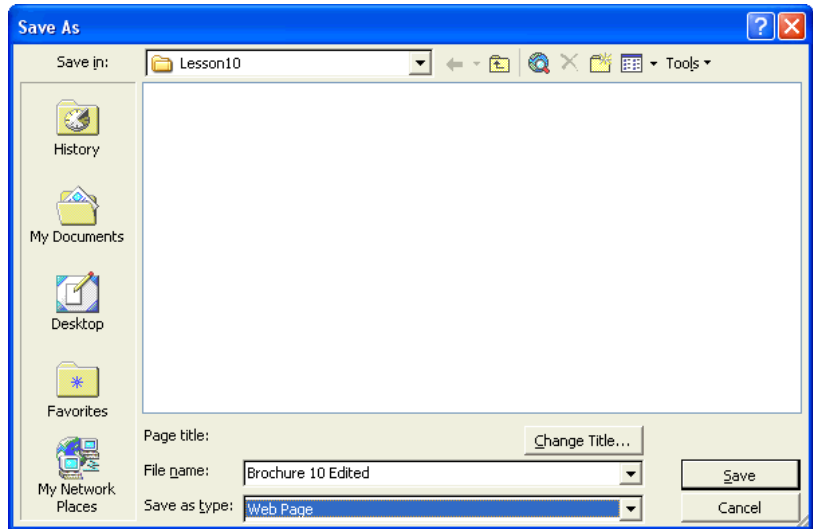 Save As
Save in: Lesson10 Tools
History
My Documents
Desktop
Favorites
My Network
Places
Page title: Change Title...
File name: Brochure 10 Edited Save
Save as type: Web Page Cancel